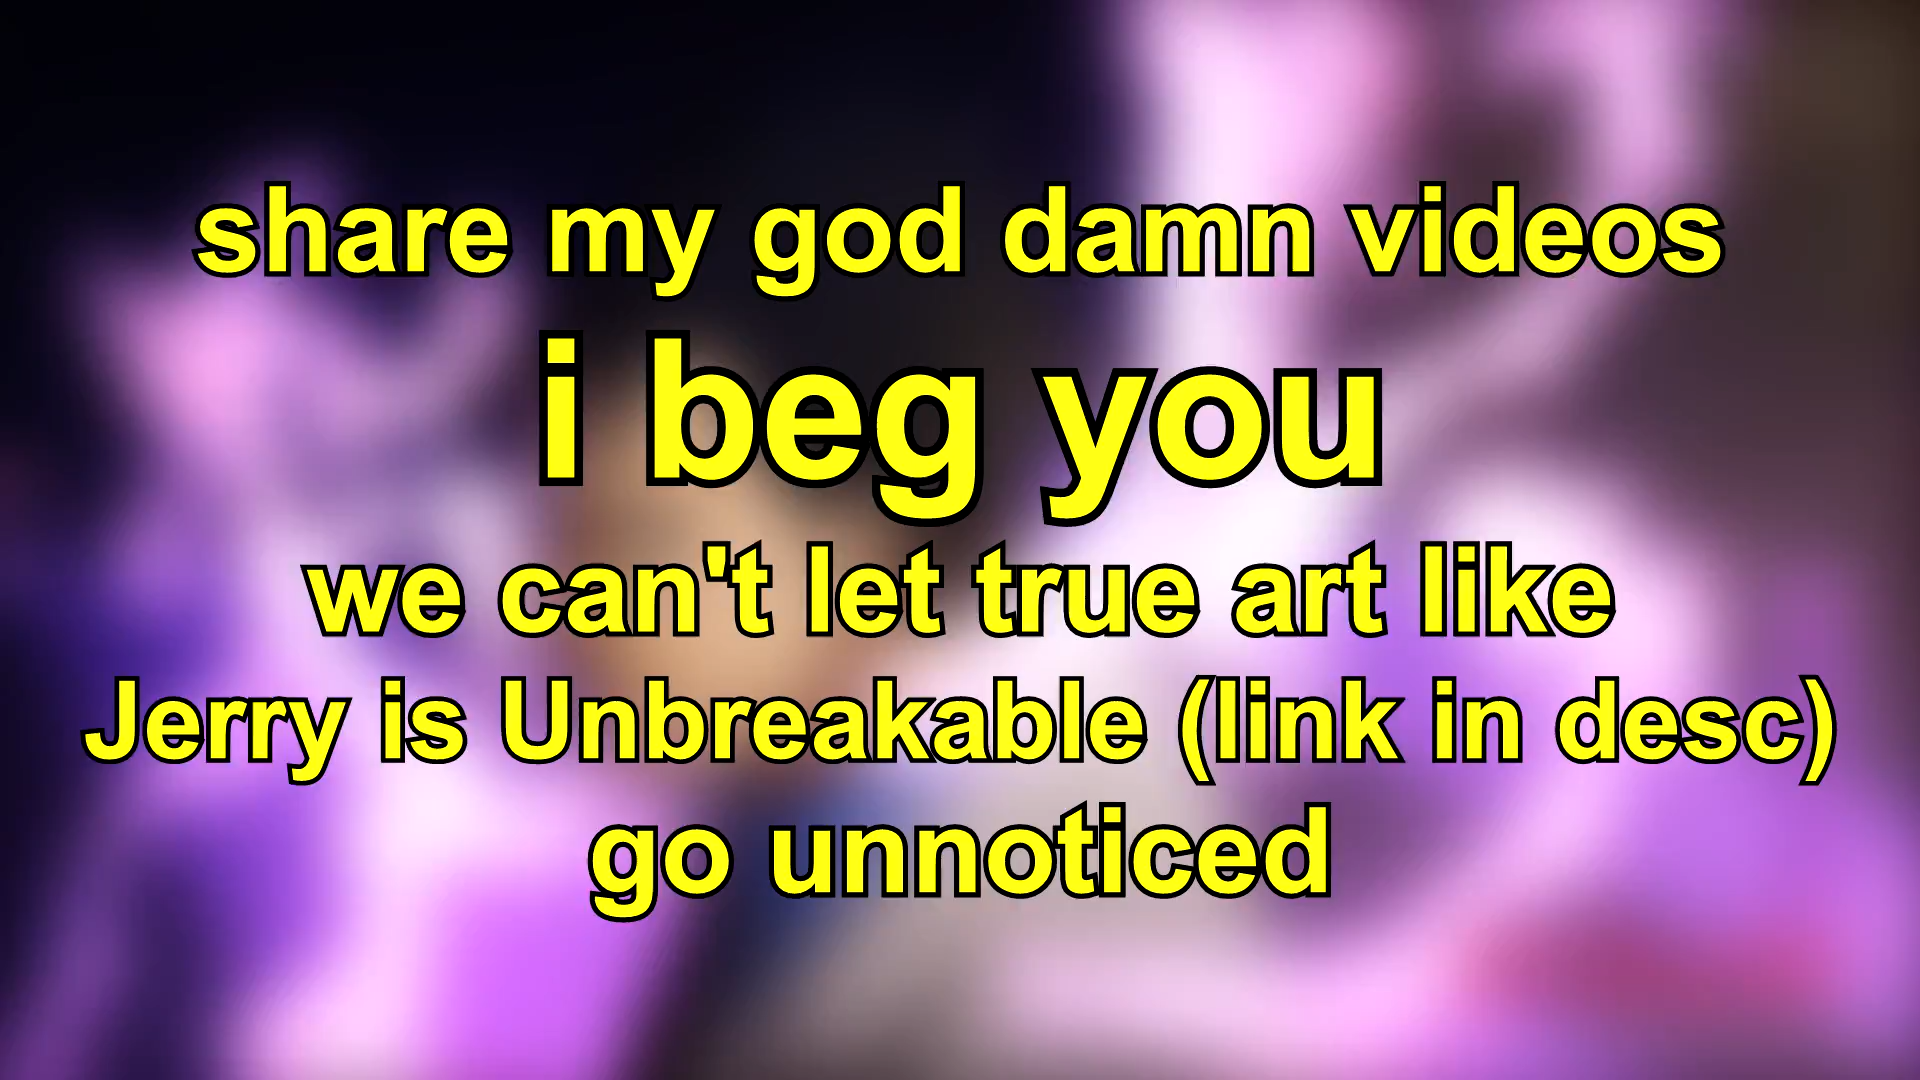 share my god damn videos
i beg you
we can't let true art like
Jerry is Unbreakable (link in desc)
go unnoticed